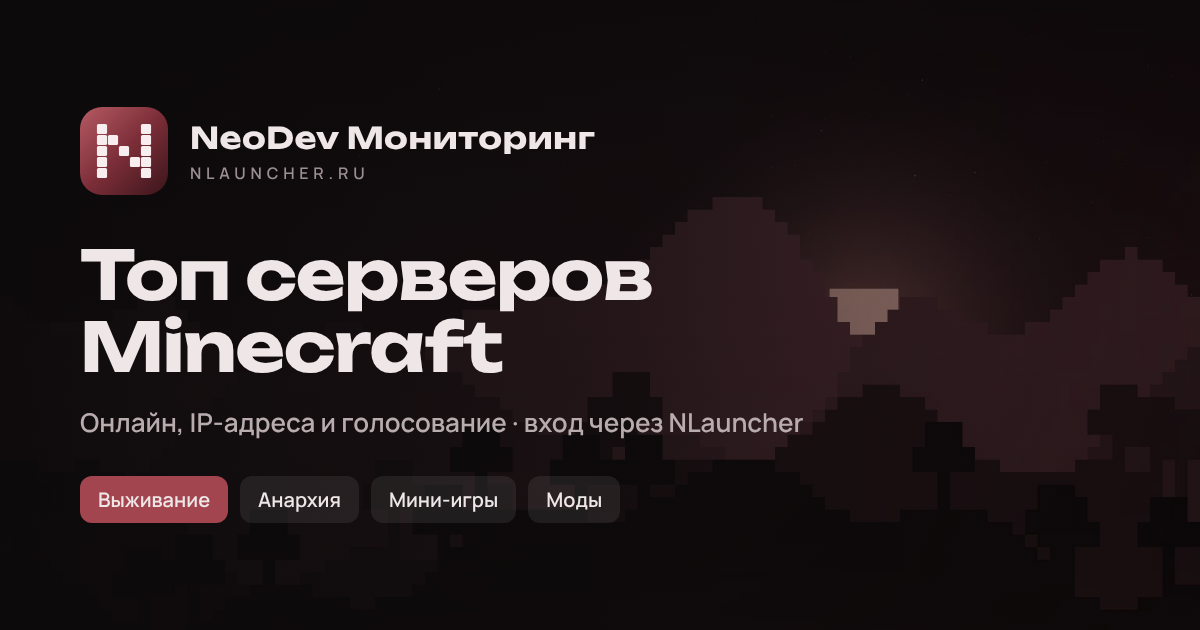 NeoDev Мониторинг
NLAUNCHER.RU
Топ серверов
Minecraft
Онлайн, IP-адреса и голосование · вход через NLauncher
Выживание Анархия Мини-игры Моды